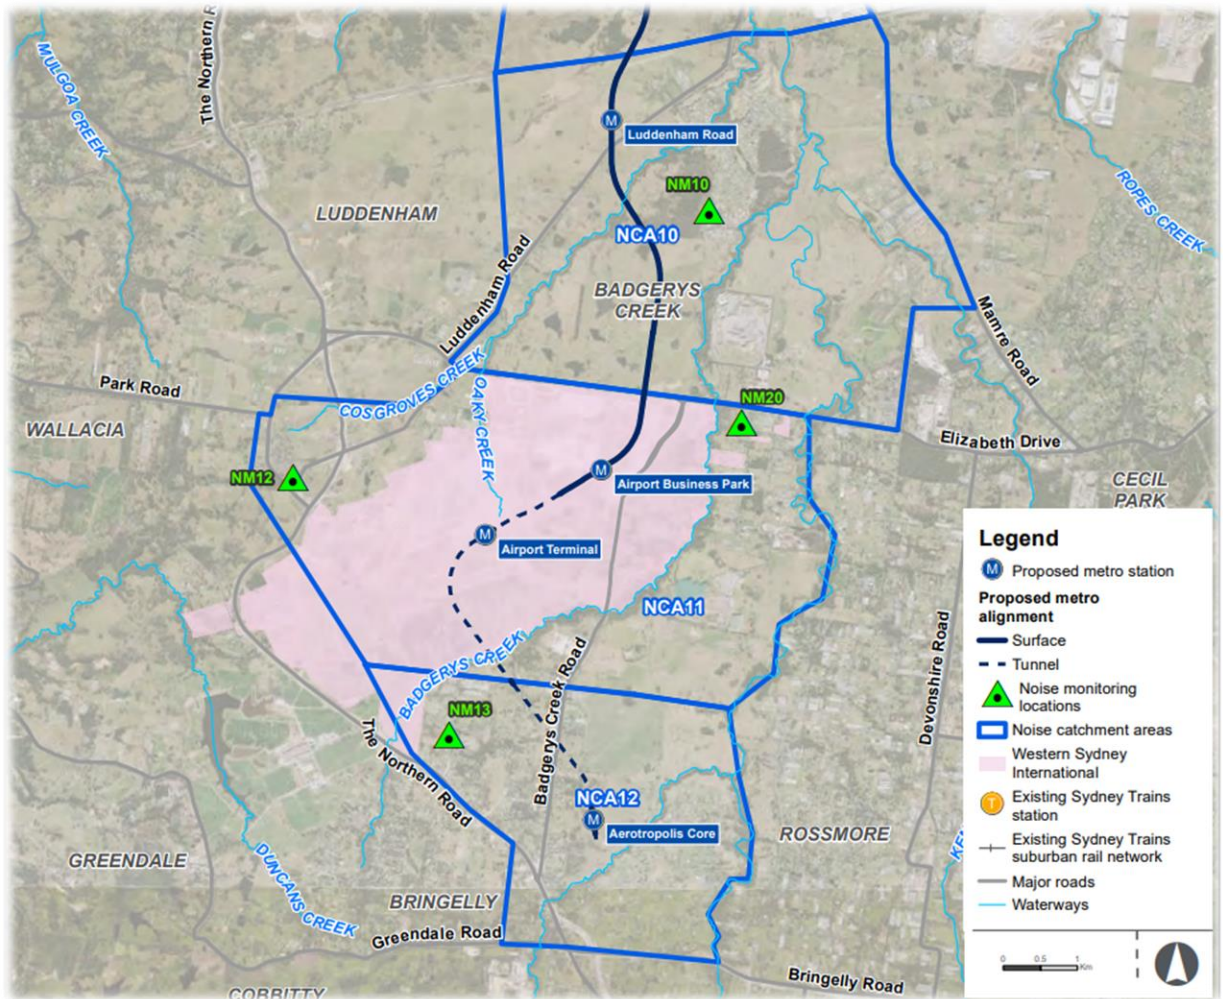 The Northern R
MULGOA CREEK
Luddenham Road
NM10
ROPES CREEK
LUDDENHAM
NCA10
Luddenham Road
BADGERYS
CREEK
Mamre Road
Park Road
COSGROVES CREEK
OAKY CREEK
NM20
WALLACIA
Elizabeth Drive
NM12
Airport Business Park
CECIL
PARK
Airport Terminal
NCA11
BADGERYS CREEK
Badgerys Creek Road
Devonshire Road
NM13
The Northern Road
NCA12
Aerotropolis Core
ROSSMORE
GREENDALE
DUNCANS CREEK
BRINGELLY
Greendale Road
Bringelly Road
COBBITTY
KE
Legend
M Proposed metro station
Proposed metro
alignment
Surface
Tunnel
Noise monitoring
locations
Noise catchment areas
Western Sydney
International
T Existing Sydney Trains
station
Existing Sydney Trains
suburban rail network
Major roads
Waterways
0 0.5 1
Km
M
M
M
M